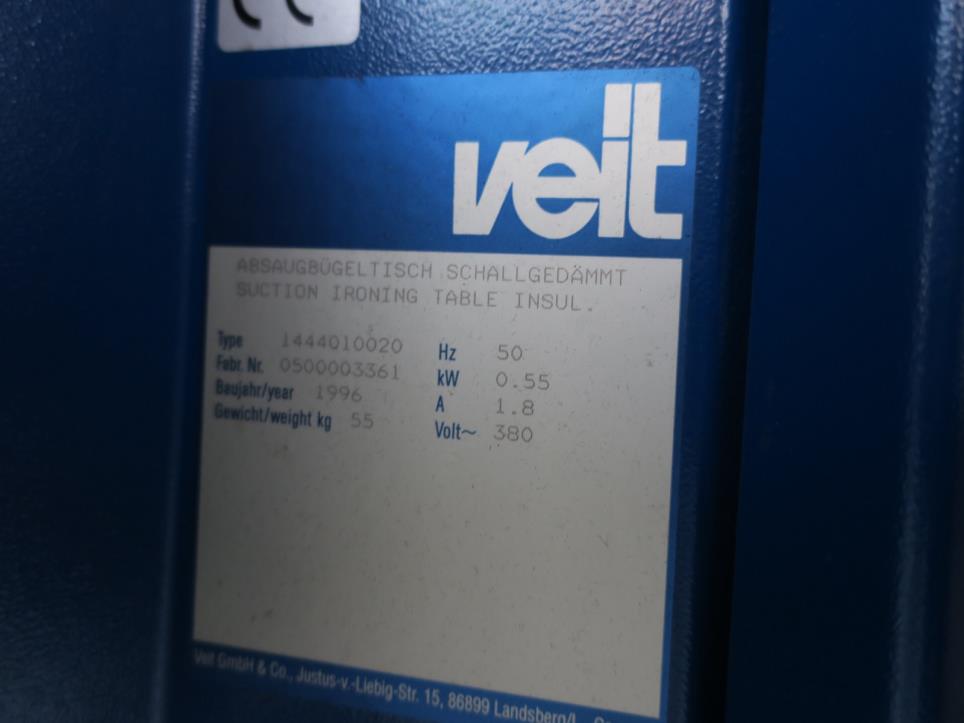 CE
veit
ABSAUGBÜGELTISCH SCHALLGEDÄMMT
SUCTION IRONING TABLE INSUL.
Type 1444010020 Hz 50
Fabr. Nr. 0500003361 kW 0.55
Baujahr/year 1996 A 1.8
Gewicht/weight kg 55 Volt~ 380
Veit GmbH & Co., Justus-v.-Liebig-Str. 15, 86899 Landsberg/L.